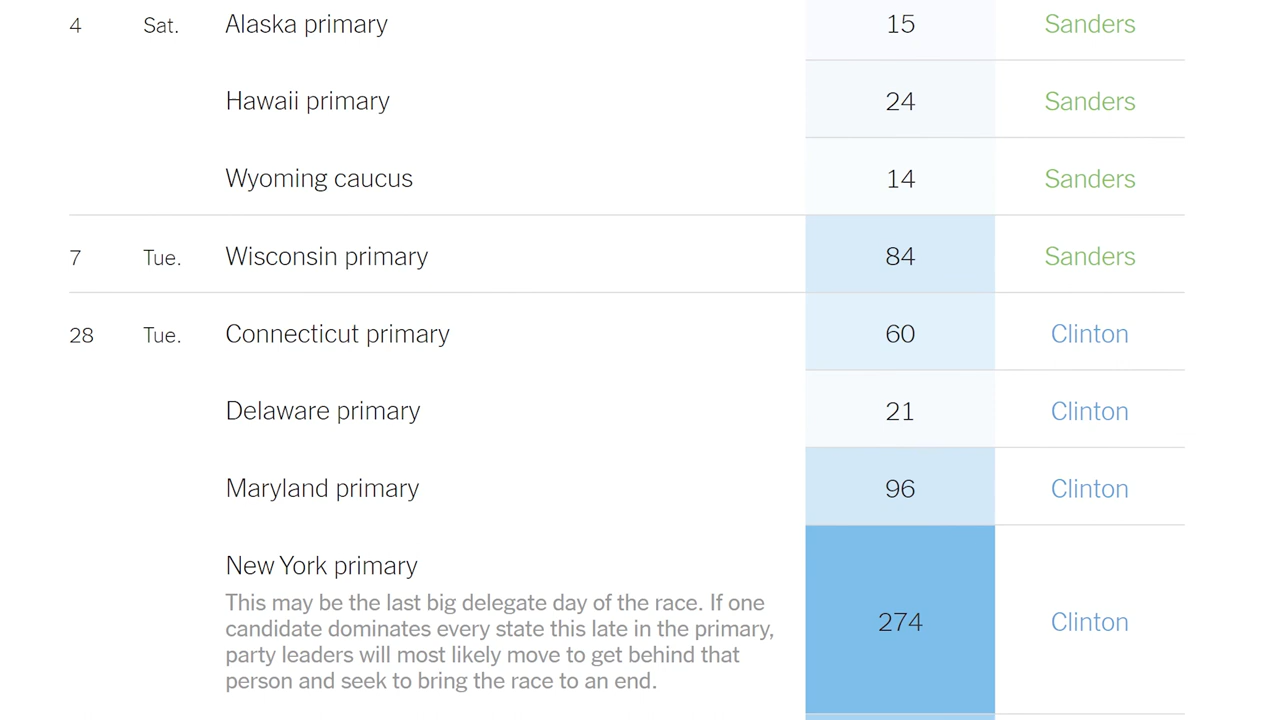 4 Sat. Alaska primary 15 Sanders
Hawaii primary 24 Sanders
Wyoming caucus 14 Sanders
7 Tue. Wisconsin primary 84 Sanders
28 Tue. Connecticut primary 60 Clinton
Delaware primary 21 Clinton
Maryland primary 96 Clinton
New York primary
This may be the last big delegate day of the race. If one
candidate dominates every state this late in the primary,
party leaders will most likely move to get behind that
person and seek to bring the race to an end.
274 Clinton